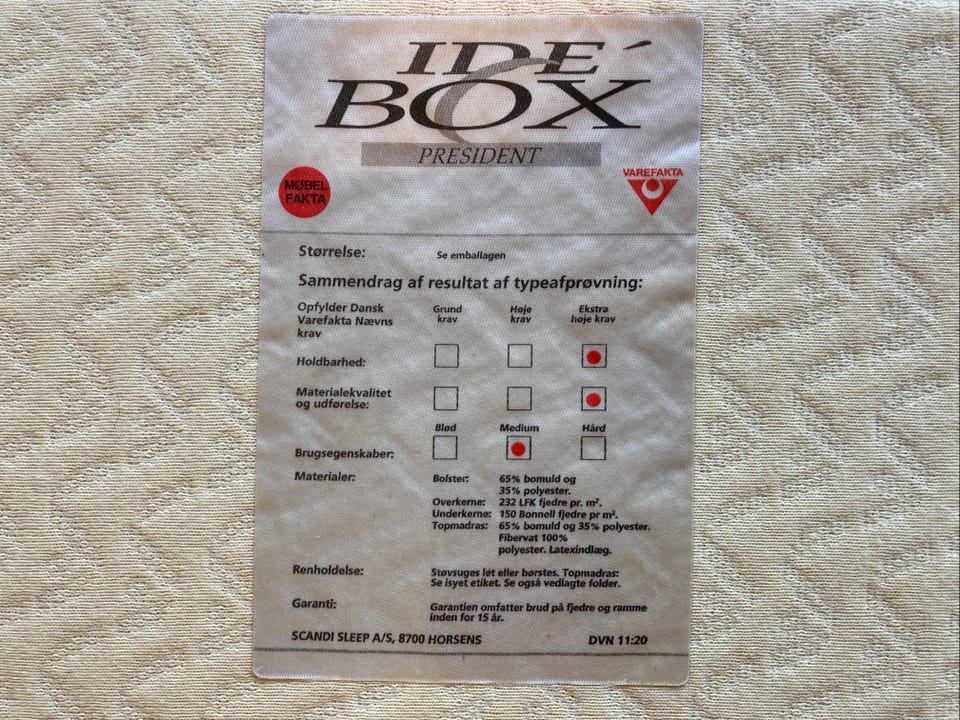 IDÉ
BOX
PRESIDENT
MØBEL
FAKTA
VAREFAKTA
Størrelse: Se emballagen
Sammendrag af resultat af typeafprøvning:
Opfylder Dansk
Varefakta Nævns
krav
Grund
krav
Høje
krav
Ekstra
høje krav
Holdbarhed:
Materialekvalitet
og udførelse:
Blød Medium Hård
Brugsegenskaber:
Materialer: Bolster: 65% bomuld og
35% polyester.
Overkerne: 232 LFK fjedre pr. m².
Underkerne: 150 Bonnell fjedre pr m².
Topmadras: 65% bomuld og 35% polyester.
Fibervat 100%
polyester. Latexindlæg.
Renholdelse: Støvsuges let eller børstes. Topmadras:
Se isyet etiket. Se også vedlagte folder.
Garanti: Garantien omfatter brud på fjedre og ramme
inden for 15 år.
SCANDI SLEEP A/S, 8700 HORSENS DVN 11:20